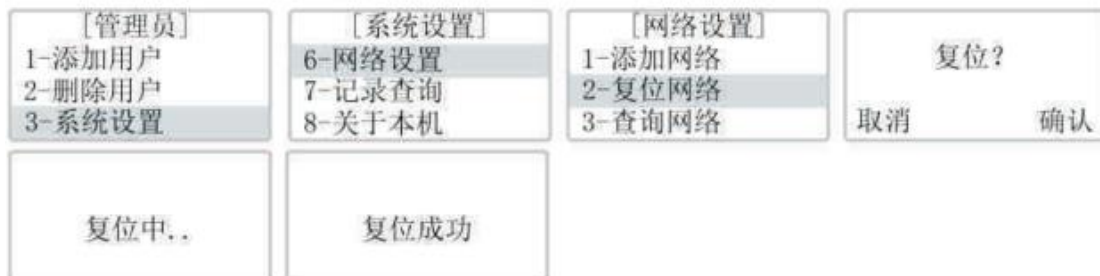 [管理员]
1-添加用户
2-删除用户
3-系统设置
[系统设置]
6-网络设置
7-记录查询
8-关于本机
[网络设置]
1-添加网络
2-复位网络
3-查询网络
复位?
取消 确认
复位中..
复位成功